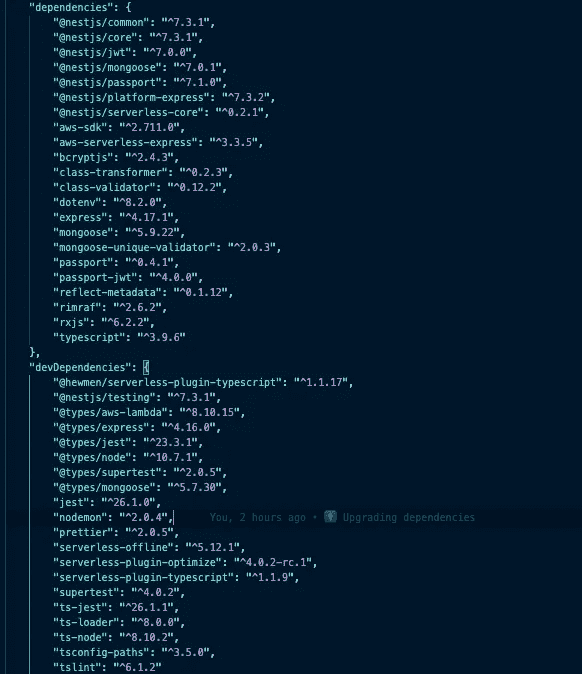 "dependencies": {
"@nestjs/common": "^7.3.1",
"@nestjs/core": "^7.3.1",
"@nestjs/jwt": "^7.0.0",
"@nestjs/mongoose": "^7.0.1",
"@nestjs/passport": "^7.1.0",
"@nestjs/platform-express": "^7.3.2",
"@nestjs/serverless-core": "^0.2.1",
"aws-sdk": "^2.711.0",
"aws-serverless-express": "^3.3.5",
"bcryptjs": "^2.4.3",
"class-transformer": "^0.2.3",
"class-validator": "^0.12.2",
"dotenv": "^8.2.0",
"express": "^4.17.1",
"mongoose": "^5.9.22",
"mongoose-unique-validator": "^2.0.3",
"passport": "^0.4.1",
"passport-jwt": "^4.0.0",
"reflect-metadata": "^0.1.12",
"rimraf": "^2.6.2",
"rxjs": "^6.2.2",
"typescript": "^3.9.6"
},
"devDependencies": {
"@hewmen/serverless-plugin-typescript": "^1.1.17",
"@nestjs/testing": "^7.3.1",
"@types/aws-lambda": "^8.10.15",
"@types/express": "^4.16.0",
"@types/jest": "^23.3.1",
"@types/node": "^10.7.1",
"@types/supertest": "^2.0.5",
"@types/mongoose": "^5.7.30",
"jest": "^26.1.0",
"nodemon": "^2.0.4", You, 2 hours ago • Upgrading dependencies
"prettier": "^2.0.5",
"serverless-offline": "^5.12.1",
"serverless-plugin-optimize": "^4.0.2-rc.1",
"serverless-plugin-typescript": "^1.1.9",
"supertest": "^4.0.2",
"ts-jest": "^26.1.1",
"ts-loader": "^8.0.0",
"ts-node": "^8.10.2",
"tsconfig-paths": "^3.5.0",
"tslint": "^6.1.2"